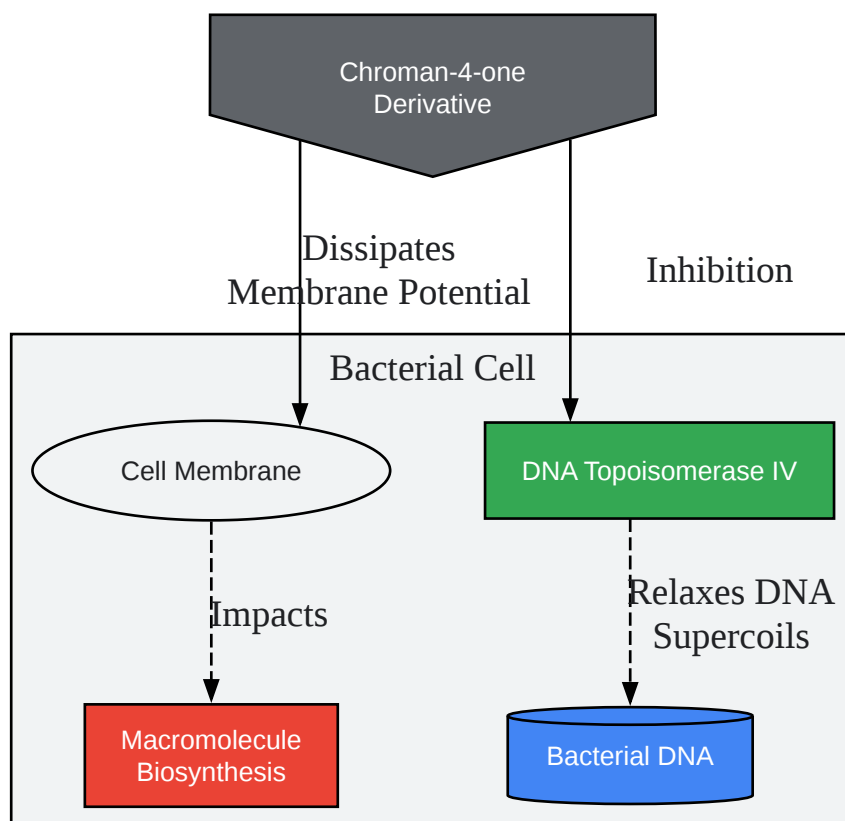 Chroman-4-one
Derivative
Dissipates
Membrane Potential
Inhibition
Bacterial Cell
Cell Membrane
DNA Topoisomerase IV
Impacts
Relaxes DNA
Supercoils
Macromolecule
Biosynthesis
Bacterial DNA